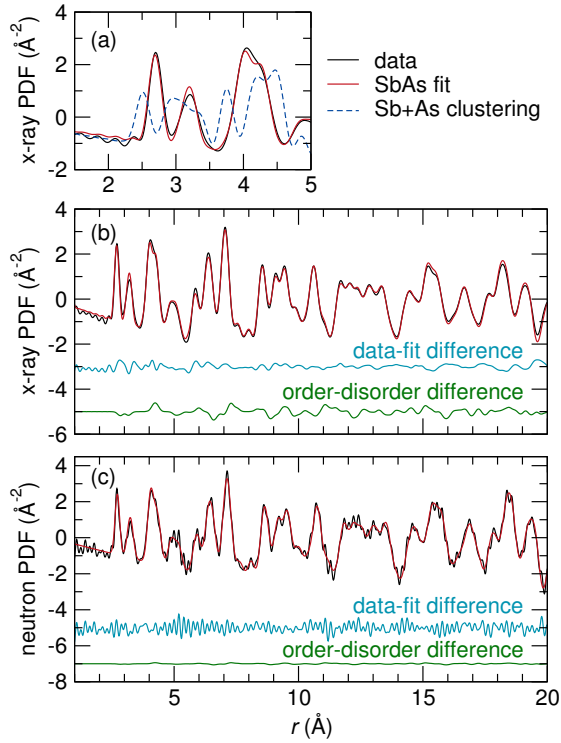 (a)
x-ray PDF (Å-2)
4
2
0
-2
2
3
4
5
data
SbAs fit
Sb+As clustering
(b)
x-ray PDF (Å-2)
4
2
0
-2
-4
-6
data-fit difference
order-disorder difference
(c)
neutron PDF (Å-2)
4
2
0
-2
-4
-6
-8
data-fit difference
order-disorder difference
5
10
15
20
r (Å)